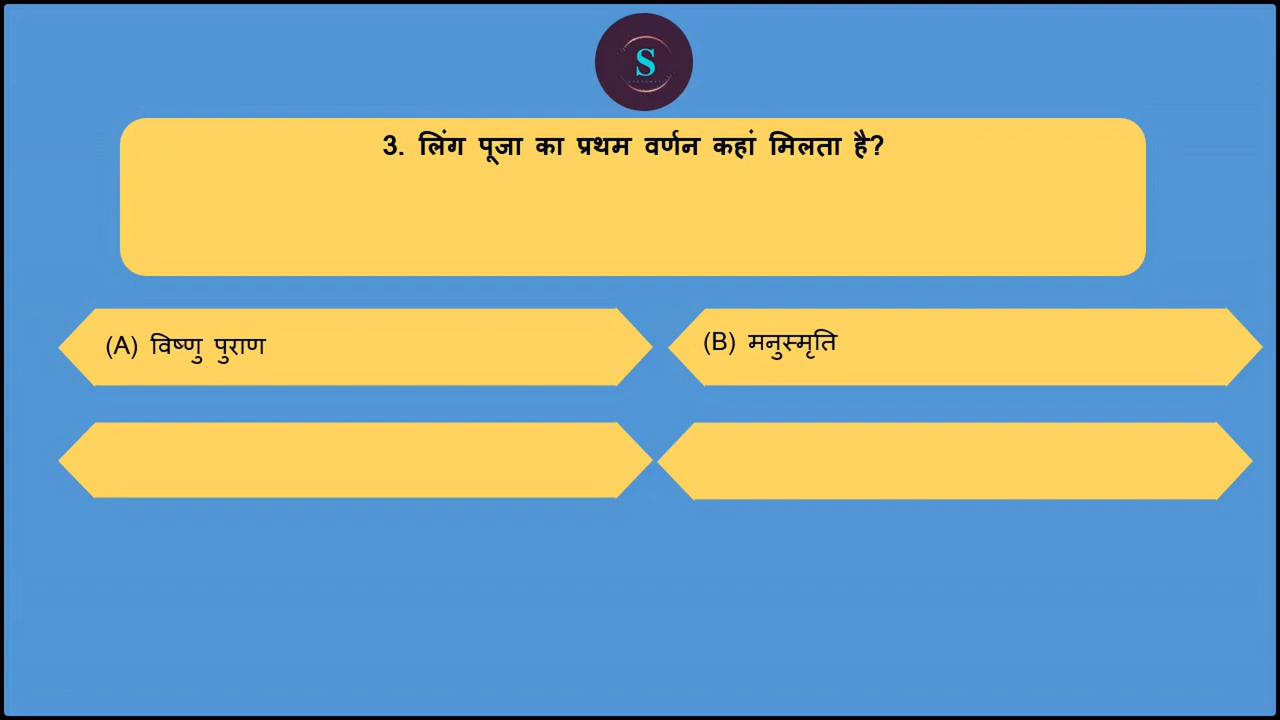 S
3. लिंग पूजा का प्रथम वर्णन कहां मिलता है?
(A) विष्णु पुराण
(B) मनुस्मृति